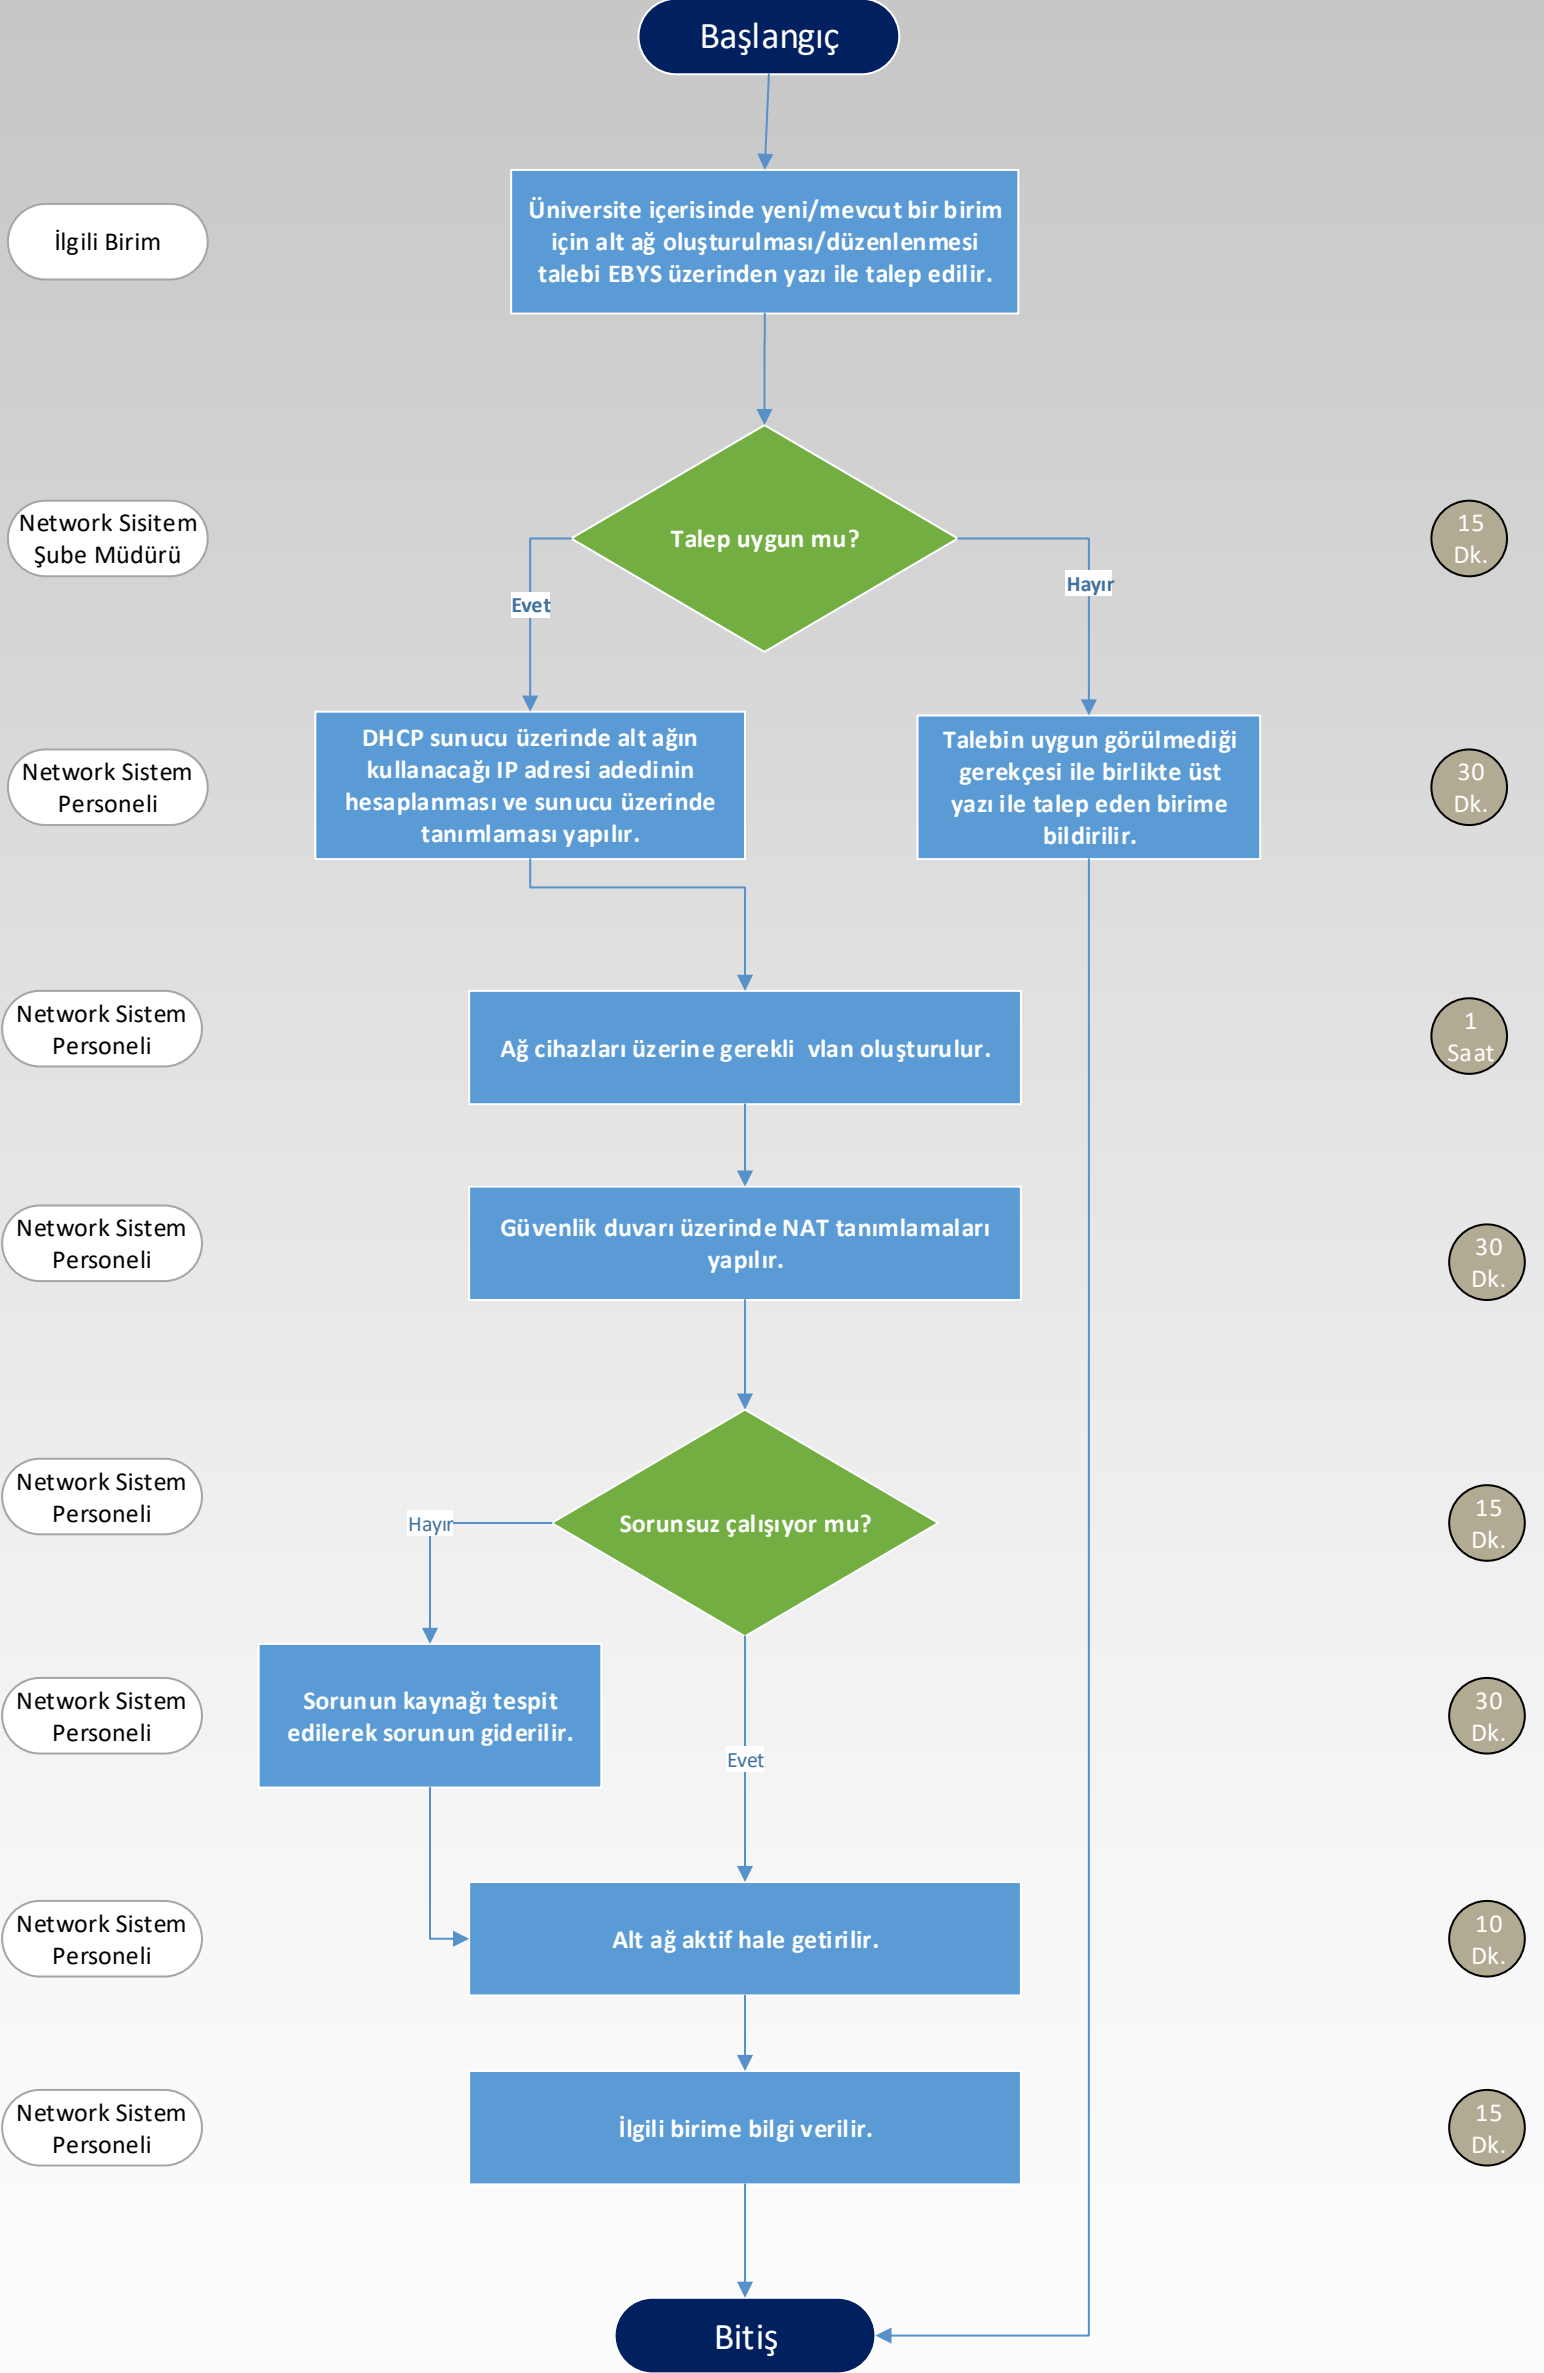 Başlangıç
İlgili Birim
Üniversite içerisinde yeni/mevcut bir birim
için alt ağ oluşturulması/düzenlenmesi
talebi EBYS üzerinden yazı ile talep edilir.
Network Sisitem
Şube Müdürü
Talep uygun mu?
15
Dk.
Evet
Hayır
Network Sistem
Personeli
DHCP sunucu üzerinde alt ağın
kullanacağı IP adresi adedinin
hesaplanması ve sunucu üzerinde
tanımlaması yapılır.
Talebin uygun görülmediği
gerekçesi ile birlikte üst
yazı ile talep eden birime
bildirilir.
30
Dk.
Network Sistem
Personeli
Ağ cihazları üzerine gerekli  vlan oluşturulur.
1
Saat
Network Sistem
Personeli
Güvenlik duvarı üzerinde NAT tanımlamaları
yapılır.
30
Dk.
Network Sistem
Personeli
Hayır
Sorunsuz çalışıyor mu?
15
Dk.
Network Sistem
Personeli
Sorunun kaynağı tespit
edilerek sorunun giderilir.
Evet
30
Dk.
Network Sistem
Personeli
Alt ağ aktif hale getirilir.
10
Dk.
Network Sistem
Personeli
İlgili birime bilgi verilir.
15
Dk.
Bitiş